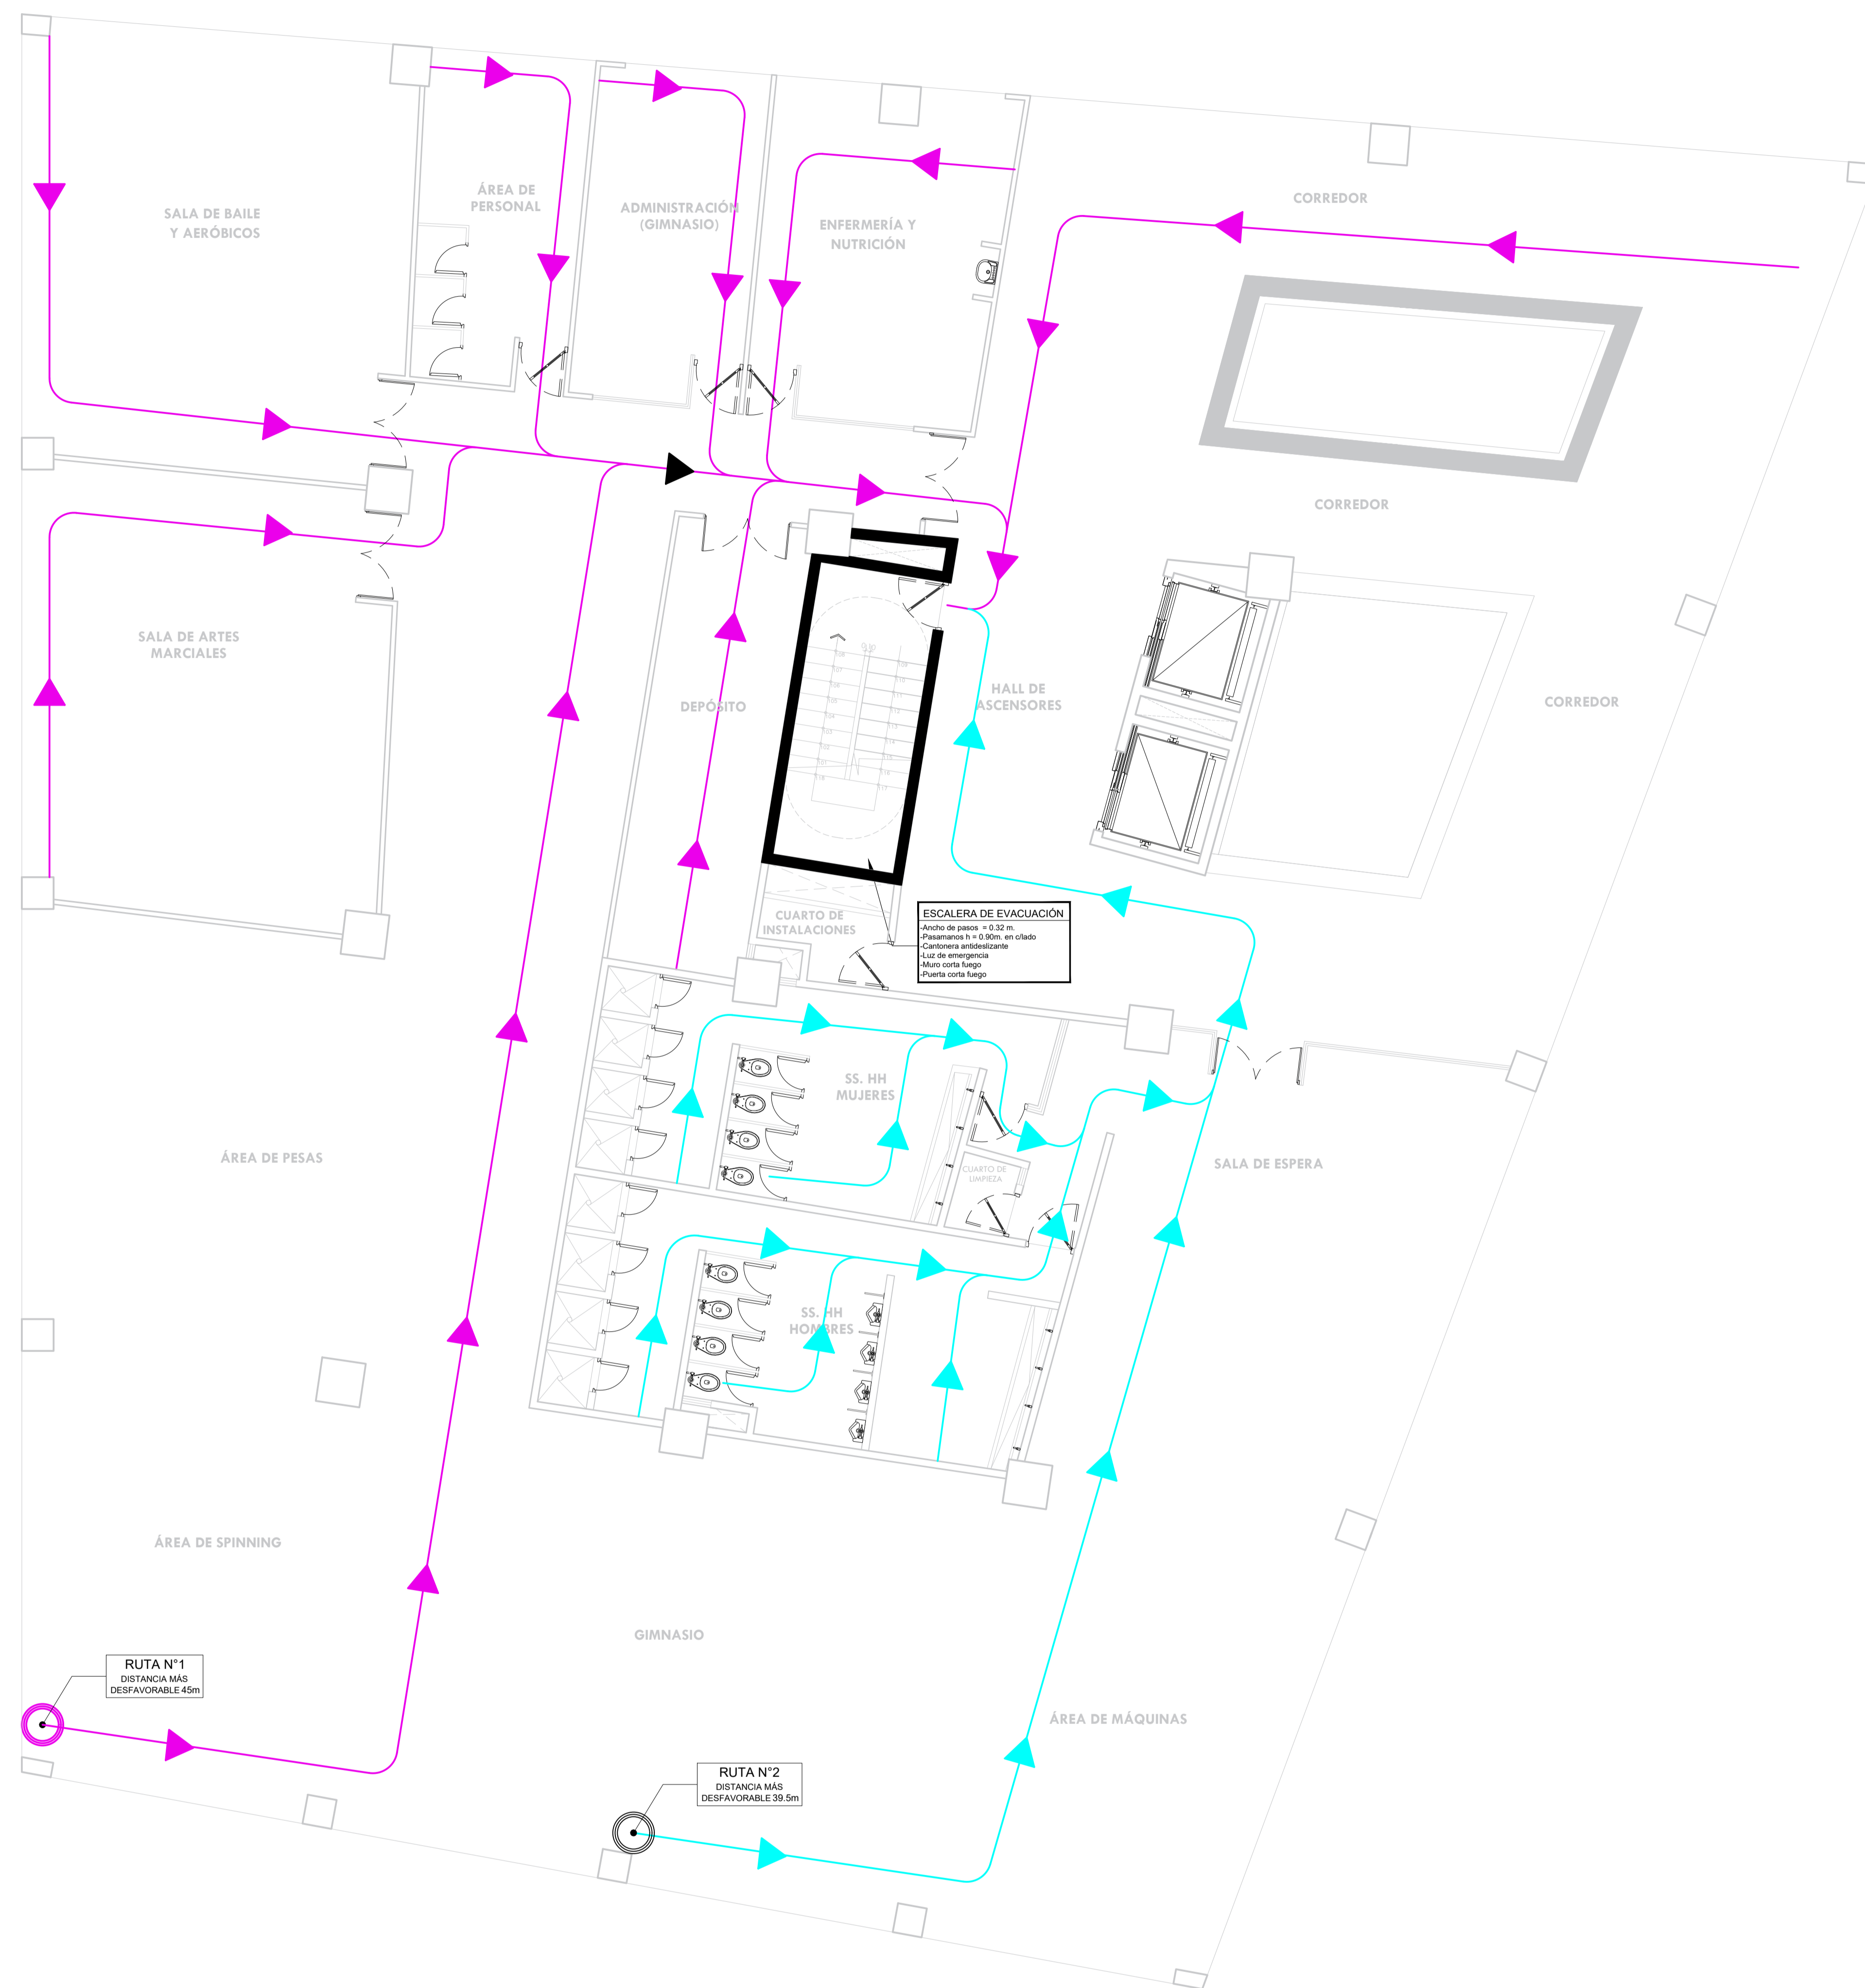 SALA DE BAILE
Y AERÓBICOS
ÁREA DE
PERSONAL
ADMINISTRACIÓN
(GIMNASIO)
ENFERMERÍA Y
NUTRICIÓN
CORREDOR
CORREDOR
SALA DE ARTES
MARCIALES
DEPÓSITO
HALL DE
ASCENSORES
CORREDOR
CUARTO DE
INSTALACIONES
ESCALERA DE EVACUACIÓN
-Ancho de pasos = 0.32 m.
-Pasamanos h = 0.90m. en c/lado
-Cantonera antideslizante
-Luz de emergencia
-Muro corta fuego
-Puerta corta fuego
SS. HH
MUJERES
ÁREA DE PESAS
CUARTO DE
LIMPIEZA
SALA DE ESPERA
SS. HH
HOMBRES
ÁREA DE SPINNING
GIMNASIO
RUTA N°1
DISTANCIA MÁS
DESFAVORABLE 45m
ÁREA DE MÁQUINAS
RUTA N°2
DISTANCIA MÁS
DESFAVORABLE 39.5m